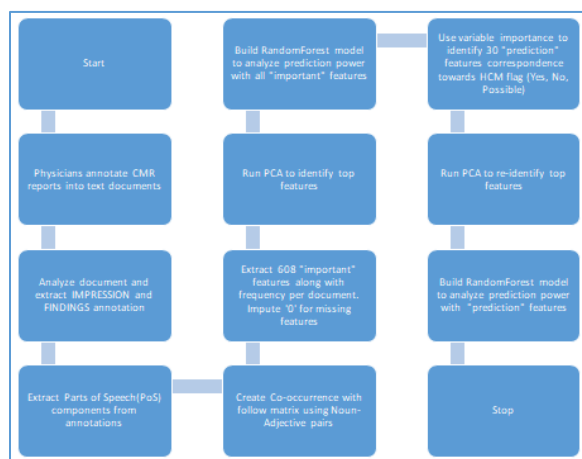 Start
Physicians annotate CMR
reports into text documents
Analyze document and
extract IMPRESSION and
FINDINGS annotation
Extract Parts of Speech(PoS)
components from
annotations
Create Co-occurrence with
follow matrix using Noun-
Adjective pairs
Extract 608 "important"
features along with
frequency per document.
Impute '0' for missing
features
Run PCA to identify top
features
Build RandomForest model
to analyze prediction power
with all "important" features
Use variable importance to
identify 30 "prediction"
features correspondence
towards HCM flag (Yes, No,
Possible)
Run PCA to re-identify top
features
Build RandomForest model
to analyze prediction power
with "prediction" features
Stop